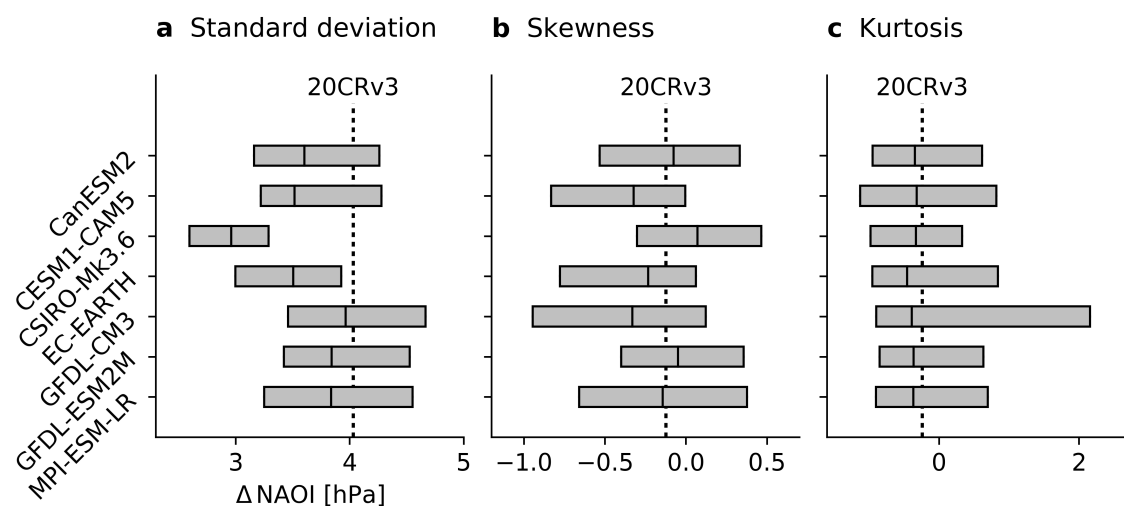 a Standard deviation
b Skewness
c Kurtosis
20CRv3
20CRv3
20CRv3
CanESM2
CESM1-CAM5
CSIRO-Mk3.6
EC-EARTH
GFDL-CM3
GFDL-ESM2M
MPI-ESM-LR
3 4 5
−1.0 −0.5 0.0 0.5
0 2
Δ NAOI [hPa]